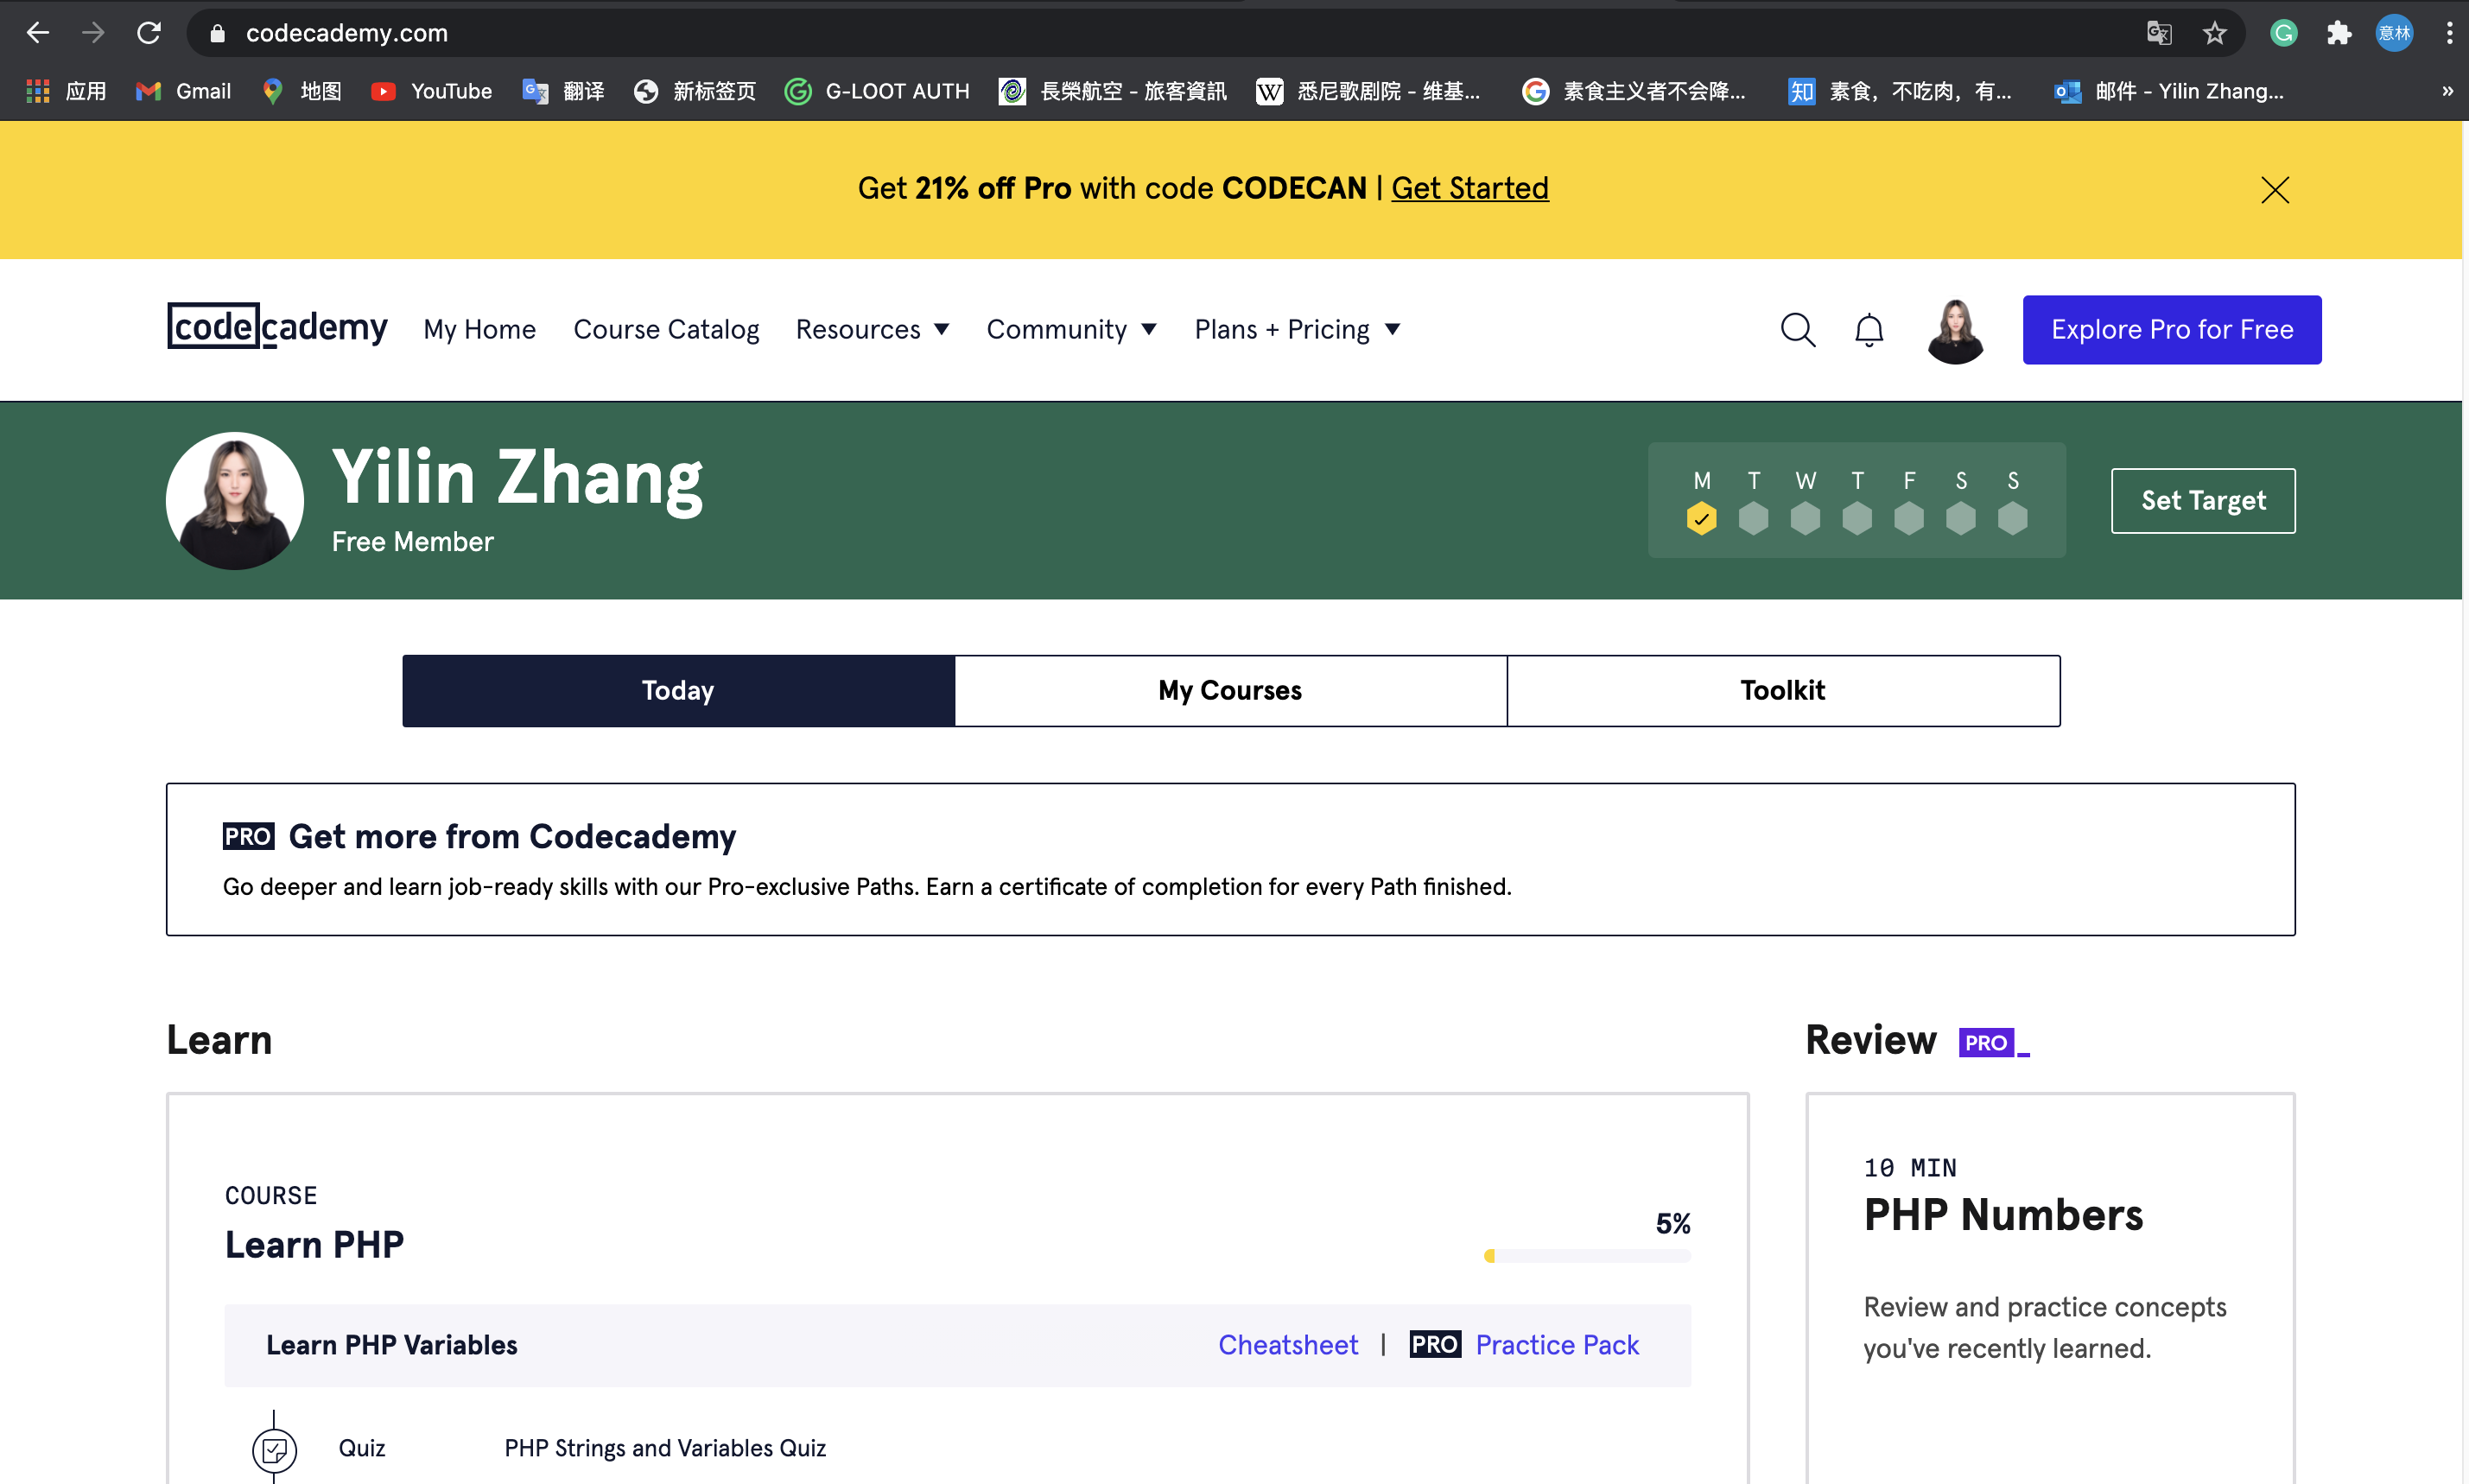 codecademy.com
意林
应用 Gmail 地图 YouTube 翻译 新标签页 G-LOOT AUTH 長榮航空 - 旅客資訊 悉尼歌剧院 - 维基... 素食主义者不会降... 素食，不吃肉，有... 邮件 - Yilin Zhang... »
Get 21% off Pro with code CODECAN | Get Started
codecademy My Home Course Catalog Resources Community Plans + Pricing Explore Pro for Free
Yilin Zhang
Free Member
M T W T F S S
Set Target
Today My Courses Toolkit
PRO Get more from Codecademy
Go deeper and learn job-ready skills with our Pro-exclusive Paths. Earn a certificate of completion for every Path finished.
Learn
COURSE
Learn PHP
5%
Learn PHP Variables Cheatsheet | PRO Practice Pack
Quiz PHP Strings and Variables Quiz
Review PRO
10 MIN
PHP Numbers
Review and practice concepts
you've recently learned.